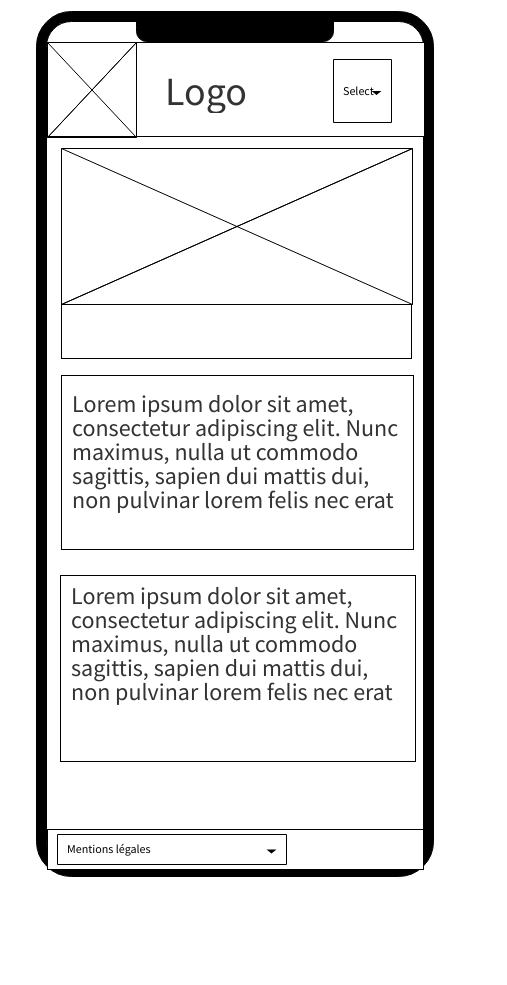 Logo
Select
Lorem ipsum dolor sit amet,
consectetur adipiscing elit. Nunc
maximus, nulla ut commodo
sagittis, sapien dui mattis dui,
non pulvinar lorem felis nec erat
Lorem ipsum dolor sit amet,
consectetur adipiscing elit. Nunc
maximus, nulla ut commodo
sagittis, sapien dui mattis dui,
non pulvinar lorem felis nec erat
Mentions légales